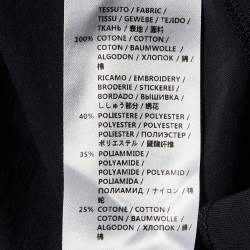 TESSUTO / FABRIC /
TISSU / GEWEBE / TEJIDO /
ТКАНЬ / 表地 / 面料
100% COTONE / COTTON /
COTON / BAUMWOLLE /
ALGODON / ХЛОПОК / 綿 /
棉
RICAMO / EMBROIDERY /
BRODERIE / STICKEREI /
BORDADO / ВЫШИВКА /
ししゅう部分 / 绣花
40% POLIESTERE / POLYESTER /
POLYESTER / POLYESTER /
POLIESTER / ПОЛИЭСТЕР /
ポリエステル / 聚酯纤维
35% POLIAMMIDE /
POLYAMIDE /
POLYAMIDE / POLYAMID /
POLIAMIDA /
ПОЛИАМИД / ナイロン /
25% COTONE / COTTON /
COTON / BAUMWOLLE /
ALGODON / ХЛОПОК / 綿 /
棉